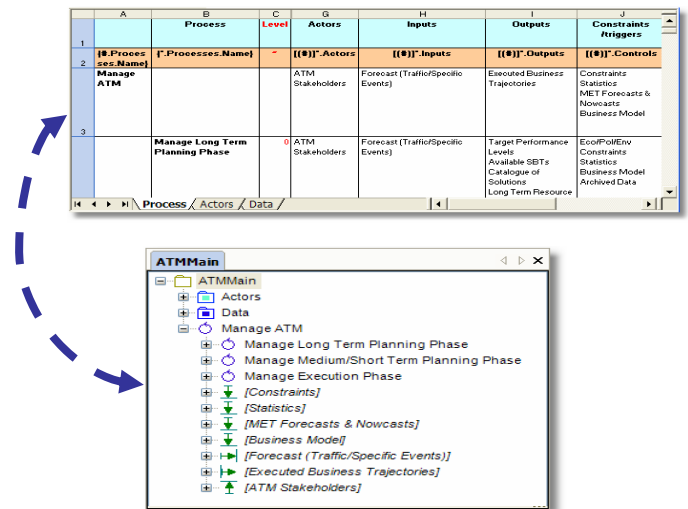 A B C G H I J
Process Level Actors Inputs Outputs Constraints
/triggers
1
{#.Proces {".Processes.Name} " [(#)]".Actors [(#)]".Inputs [(#)]".Outputs [(#)]".Controls
ses.Name}
2
Manage ATM Forecast (Traffic/Specific Executed Business Constraints
ATM Stakeholders Events) Trajectories Statistics
MET Forecasts &
Nowcasts
Business Model
3
Manage Long Term 0 ATM Forecast (Traffic/Specific Target Performance Eco/Pol/Env
Planning Phase Stakeholders Events) Levels Constraints
Available SBTs Statistics
Catalogue of Business Model
Solutions Archived Data
Long Term Resource
Process / Actors / Data /
ATMMain
ATMMain
Actors
Data
Manage ATM
Manage Long Term Planning Phase
Manage Medium/Short Term Planning Phase
Manage Execution Phase
[Constraints]
[Statistics]
[MET Forecasts & Nowcasts]
[Business Model]
[Forecast (Traffic/Specific Events)]
[Executed Business Trajectories]
[ATM Stakeholders]